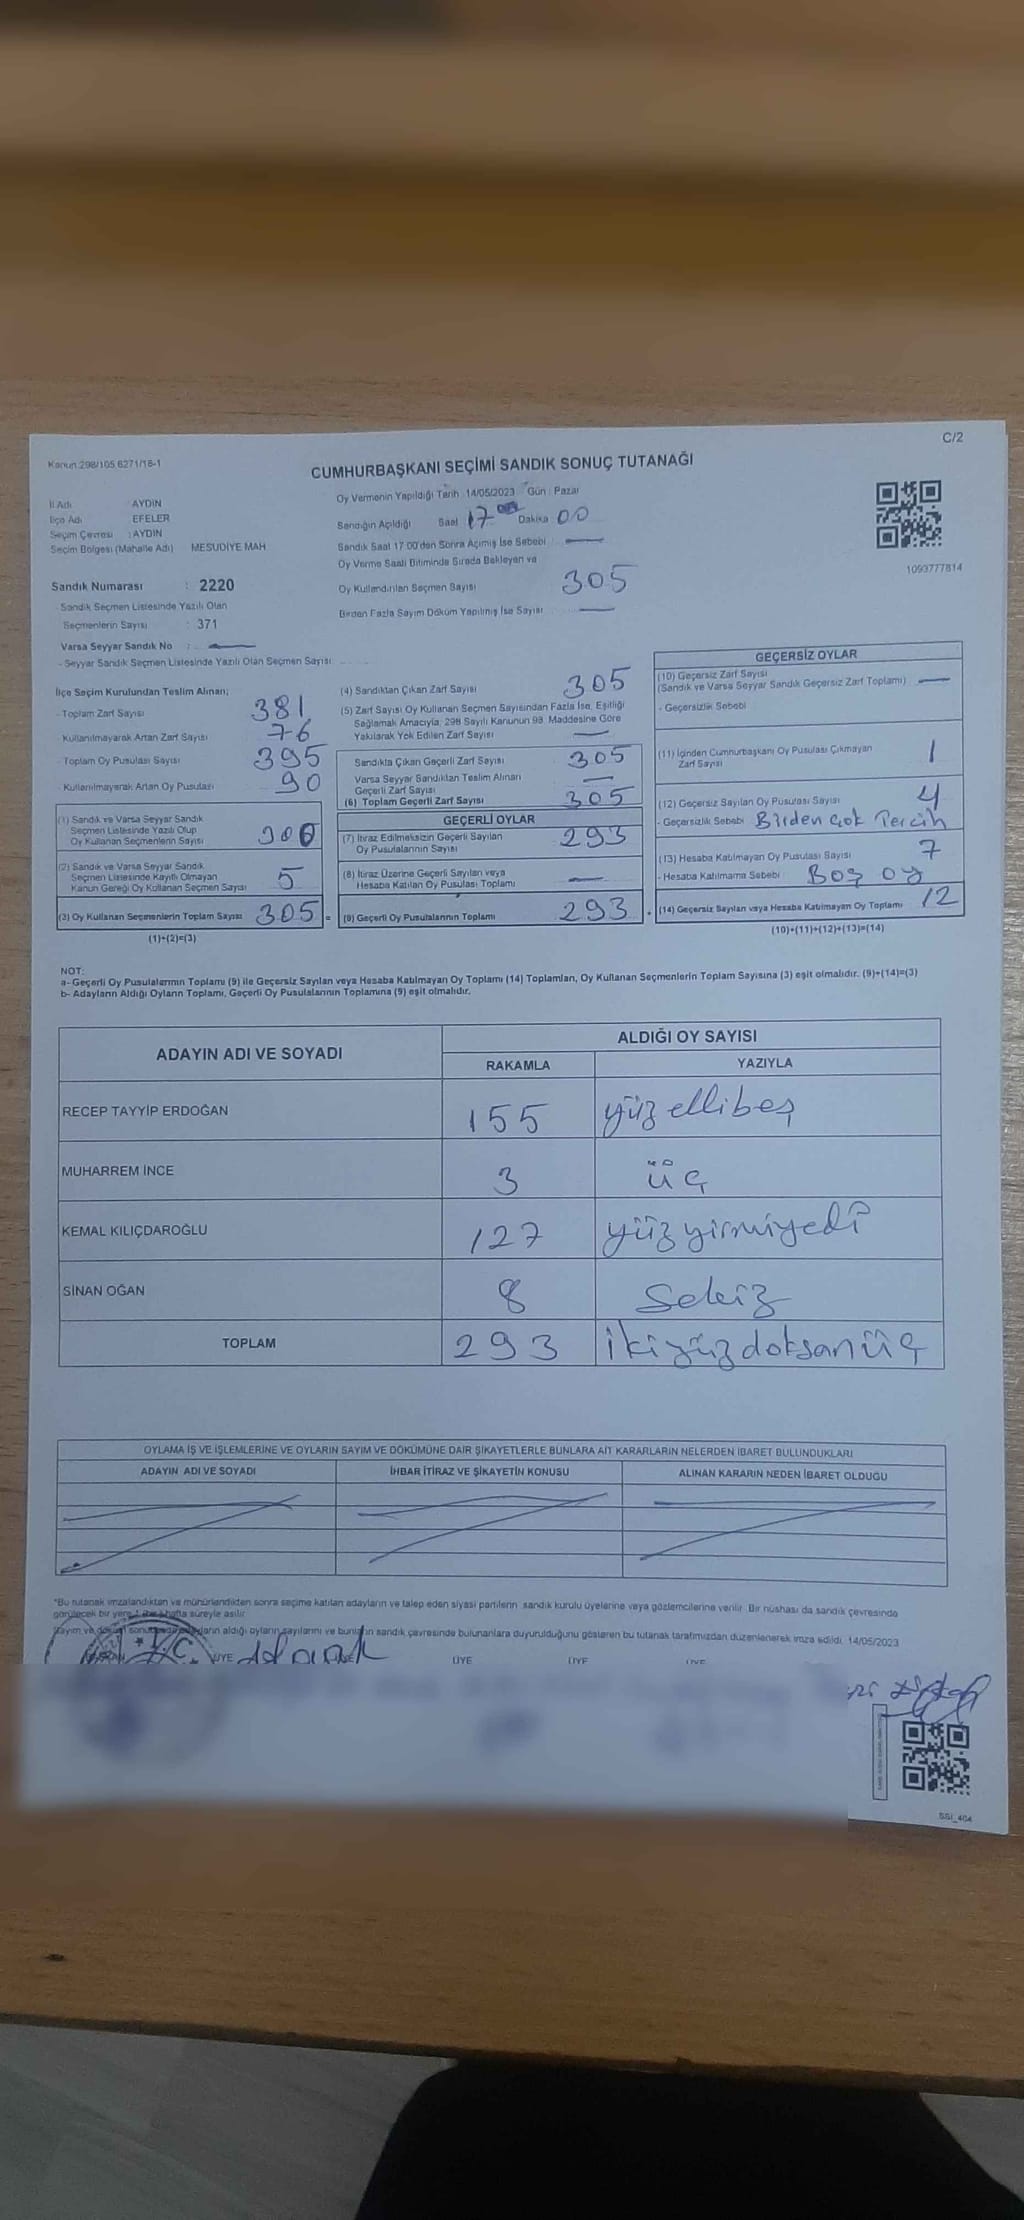 C/2
Kanun:298/105 6271/16-1
CUMHURBAŞKANI SEÇİMİ SANDIK SONUÇ TUTANAĞI
İl Adı : AYDIN
İlçe Adı : EFELER
Seçim Çevresi : AYDIN
Seçim Bölgesi (Mahalle Adı) MESUDİYE MAH
Oy Vermenin Yapıldığı Tarih : 14/05/2023 Gün : Pazar
Sandığın Açıldığı Saat 17 Dakika 00
Sandık Saat 17 00'den Sonra Açımış İse Sebebi
Oy Verme Saati Bitiminde Sırada Bekleyen ve
Oy Kullandırılan Seçmen Sayısı 305
Birden Fazla Sayım Döküm Yapılmış İse Sayısı
1093777814
Sandık Numarası : 2220
- Sandık Seçmen Listesinde Yazılı Olan
Seçmenlerin Sayısı : 371
Varsa Seyyar Sandık No :
- Seyyar Sandık Seçmen Listesinde Yazılı Olan Seçmen Sayısı
İlçe Seçim Kurulundan Teslim Alınan;
- Toplam Zarf Sayısı 381
- Kullanılmayarak Artan Zarf Sayısı 76
- Toplam Oy Pusulası Sayısı 395
- Kullanılmayarak Artan Oy Pusulası 90
(1) Sandık ve Varsa Seyyar Sandık
Seçmen Listesinde Yazılı Olup
Oy Kullanan Seçmenlerin Sayısı 300
(2) Sandık ve Varsa Seyyar Sandık
Seçmen Listesinde Kayıtlı Olmayan
Kanun Gereği Oy Kullanan Seçmen Sayısı 5
(3) Oy Kullanan Seçmenlerin Toplam Sayısı 305 =
(1)+(2)=(3)
(4) Sandıktan Çıkan Zarf Sayısı 305
(5) Zarf Sayısı Oy Kullanan Seçmen Sayısından Fazla İse, Eşitliği
Sağlamak Amacıyla, 298 Sayılı Kanunun 98. Maddesine Göre
Yakılarak Yok Edilen Zarf Sayısı
Sandıkta Çıkan Geçerli Zarf Sayısı 305
Varsa Seyyar Sandıktan Teslim Alınan
Geçerli Zarf Sayısı
(6) Toplam Geçerli Zarf Sayısı 305
GEÇERLİ OYLAR
(7) İtiraz Edilmeksizin Geçerli Sayılan
Oy Pusulalarının Sayısı 293
(8) İtiraz Üzerine Geçerli Sayılan veya
Hesaba Katılan Oy Pusulası Toplamı
(9) Geçerli Oy Pusulalarının Toplamı 293
GEÇERSİZ OYLAR
(10) Geçersiz Zarf Sayısı
(Sandık ve Varsa Seyyar Sandık Geçersiz Zarf Toplamı)
- Geçersizlik Sebebi
(11) İçinden Cumhurbaşkanı Oy Pusulası Çıkmayan
Zarf Sayısı 1
(12) Geçersiz Sayılan Oy Pusulası Sayısı 4
- Geçersizlik Sebebi Birden çok Tercih
(13) Hesaba Katılmayan Oy Pusulası Sayısı 7
- Hesaba Katılmama Sebebi : Boş oy
(14) Geçersiz Sayılan veya Hesaba Katılmayan Oy Toplamı 12
(10)+(11)+(12)+(13)=(14)
NOT:
a- Geçerli Oy Pusulalarının Toplamı (9) ile Geçersiz Sayılan veya Hesaba Katılmayan Oy Toplamı (14) Toplamları, Oy Kullanan Seçmenlerin Toplam Sayısına (3) eşit olmalıdır. (9)+(14)=(3)
b- Adayların Aldığı Oyların Toplamı, Geçerli Oy Pusulalarının Toplamına (9) eşit olmalıdır.
ADAYIN ADI VE SOYADI
ALDIĞI OY SAYISI
RAKAMLA YAZIYLA
RECEP TAYYİP ERDOĞAN 155 yüzellibeş
MUHARREM İNCE 3 üç
KEMAL KILIÇDAROĞLU 127 yüzyirmiyedi
SİNAN OĞAN 8 Sekiz
TOPLAM 293 ikiyüzdoksanüç
OYLAMA İŞ VE İŞLEMLERİNE VE OYLARIN SAYIM VE DÖKÜMÜNE DAİR ŞİKAYETLERLE BUNLARA AİT KARARLARIN NELERDEN İBARET BULUNDUKLARI
ADAYIN ADI VE SOYADI İHBAR İTİRAZ VE ŞİKAYETİN KONUSU ALINAN KARARIN NEDEN İBARET OLDUĞU
*Bu tutanak imzalandıktan ve mühürlendikten sonra seçime katılan adayların ve talep eden siyasi partilerin sandık kurulu üyelerine veya gözlemcilerine verilir. Bir nüshası da sandık çevresinde
görülecek bir yere 1 hafta süreyle asılır
Sayım ve döküm aldığı oyların sayılarını ve bunların sandık çevresinde bulunanlara duyurulduğunu gösteren bu tutanak tarafımızdan düzenlenerek imza edildi. 14/05/2023
T.C. ÜYE ÜYE ÜYE ÜYE
SSI_464